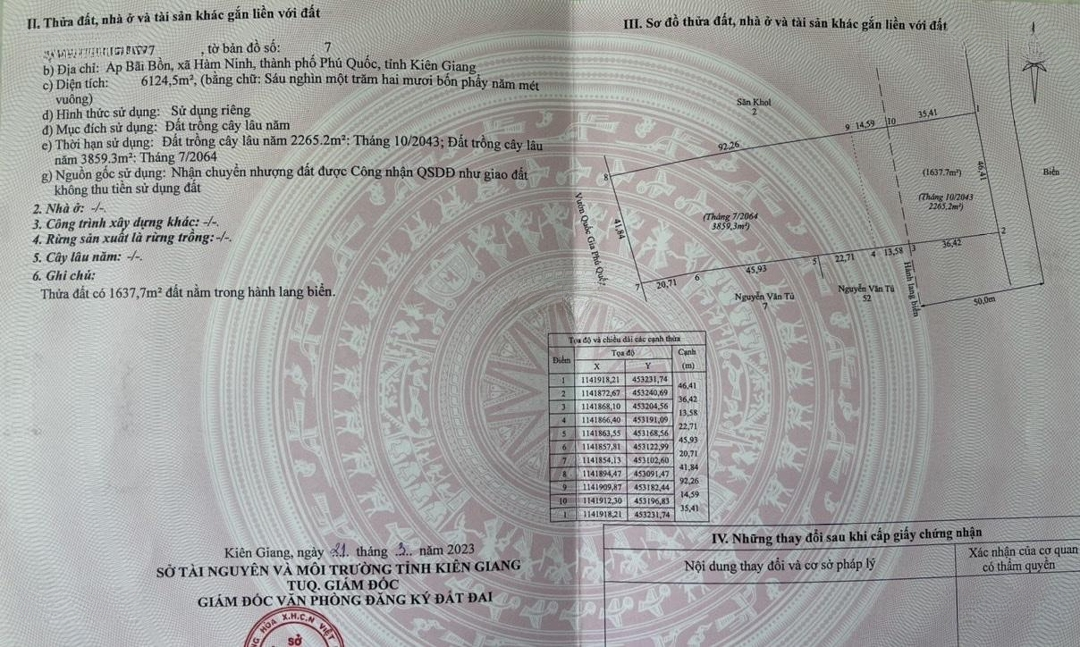 II. Thửa đất, nhà ở và tài sản khác gắn liền với đất
, tờ bản đồ số: 7
b) Địa chỉ: Ấp Bãi Bổn, xã Hàm Ninh, thành phố Phú Quốc, tỉnh Kiên Giang
c) Diện tích: 6124,5m², (bằng chữ: Sáu nghìn một trăm hai mươi bốn phẩy năm mét
vuông)
d) Hình thức sử dụng: Sử dụng riêng
đ) Mục đích sử dụng: Đất trồng cây lâu năm
e) Thời hạn sử dụng: Đất trồng cây lâu năm 2265.2m²: Tháng 10/2043; Đất trồng cây lâu
năm 3859.3m²: Tháng 7/2064
g) Nguồn gốc sử dụng: Nhận chuyển nhượng đất được Công nhận QSDĐ như giao đất
không thu tiền sử dụng đất
2. Nhà ở: -/-.
3. Công trình xây dựng khác: -/-.
4. Rừng sản xuất là rừng trồng: -/-.
5. Cây lâu năm: -/-.
6. Ghi chú:
Thửa đất có 1637,7m² đất nằm trong hành lang biển.
Kiên Giang, ngày 21. tháng 3.. năm 2023
SỞ TÀI NGUYÊN VÀ MÔI TRƯỜNG TỈNH KIÊN GIANG
TUQ. GIÁM ĐỐC
GIÁM ĐỐC VĂN PHÒNG ĐĂNG KÝ ĐẤT ĐAI
X.H.C.N VIỆT
SỞ
III. Sơ đồ thửa đất, nhà ở và tài sản khác gắn liền với đất
Sân Khol
2
92,26
9 14,59 10 35,41 1
8
46,41
Biển
(1637.7m²)
(Tháng 10/2043
2265,2m²)
(Tháng 7/2064
3859,3m²)
Vườn Quốc Gia Phú Quốc
41,84
7 20,71 6 45,93 5 22,71 4 13,58 3 36,42 2
Nguyễn Văn Tủ
7
Nguyễn Văn Tủ
52
Hành lang biển
50,0m
Tọa độ và chiều dài các cạnh thửa
Điểm Tọa độ Cạnh
X Y (m)
1 1141918,21 453231,74
46,41
2 1141872,67 453240,69
36,42
3 1141868,10 453204,56
13,58
4 1141866,40 453191,09
22,71
5 1141863,55 453168,56
45,93
6 1141857,81 453122,99
20,71
7 1141854,13 453102,60
41,84
8 1141894,47 453091,47
92,26
9 1141909,87 453182,44
14,59
10 1141912,30 453196,83
35,41
1 1141918,21 453231,74
IV. Những thay đổi sau khi cấp giấy chứng nhận
Nội dung thay đổi và cơ sở pháp lý
Xác nhận của cơ quan
có thẩm quyền